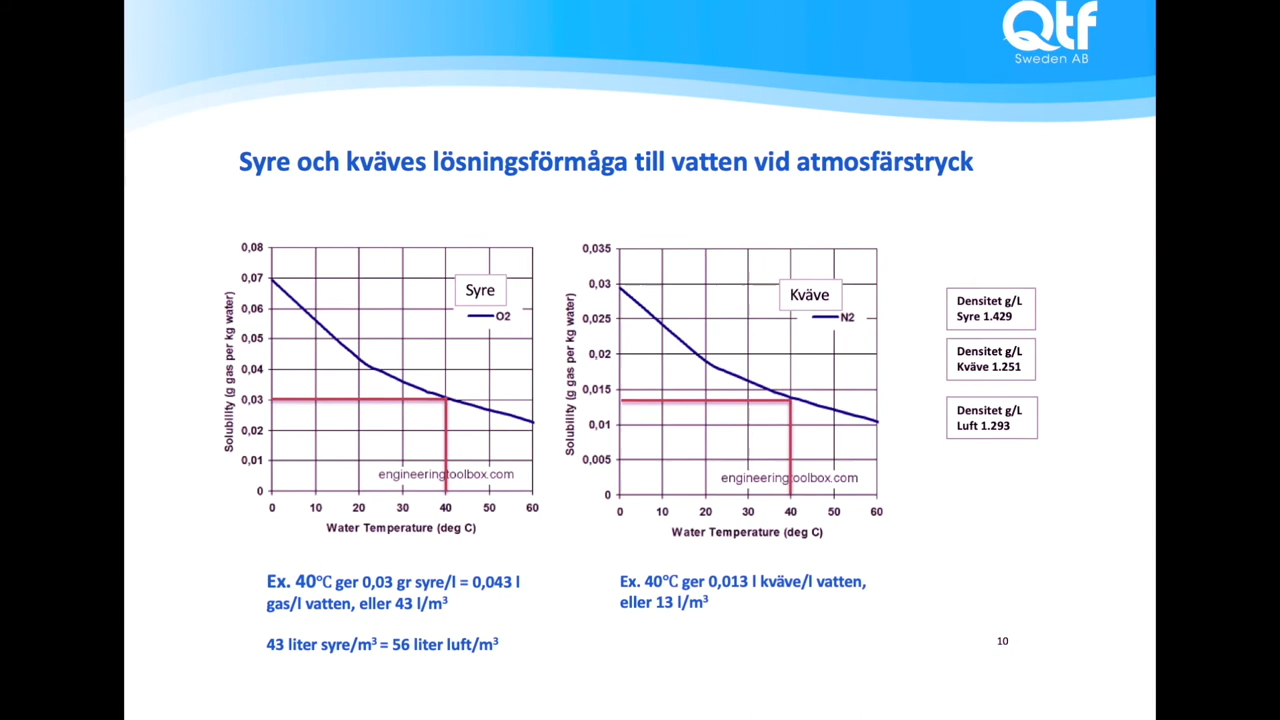 Qtf
Sweden AB
Syre och kväves lösningsförmåga till vatten vid atmosfärstryck
0,08
0,07
0,06
0,05
0,04
0,03
0,02
0,01
0
Solubility (g gas per kg water)
Syre
O2
engineeringtoolbox.com
0 10 20 30 40 50 60
Water Temperature (deg C)
0,035
0,03
0,025
0,02
0,015
0,01
0,005
0
Solubility (g gas per kg water)
Kväve
N2
engineeringtoolbox.com
0 10 20 30 40 50 60
Water Temperature (deg C)
Densitet g/L
Syre 1.429
Densitet g/L
Kväve 1.251
Densitet g/L
Luft 1.293
Ex. 40℃ ger 0,03 gr syre/l = 0,043 l
gas/l vatten, eller 43 l/m³
43 liter syre/m³ = 56 liter luft/m³
Ex. 40℃ ger 0,013 l kväve/l vatten,
eller 13 l/m³
10